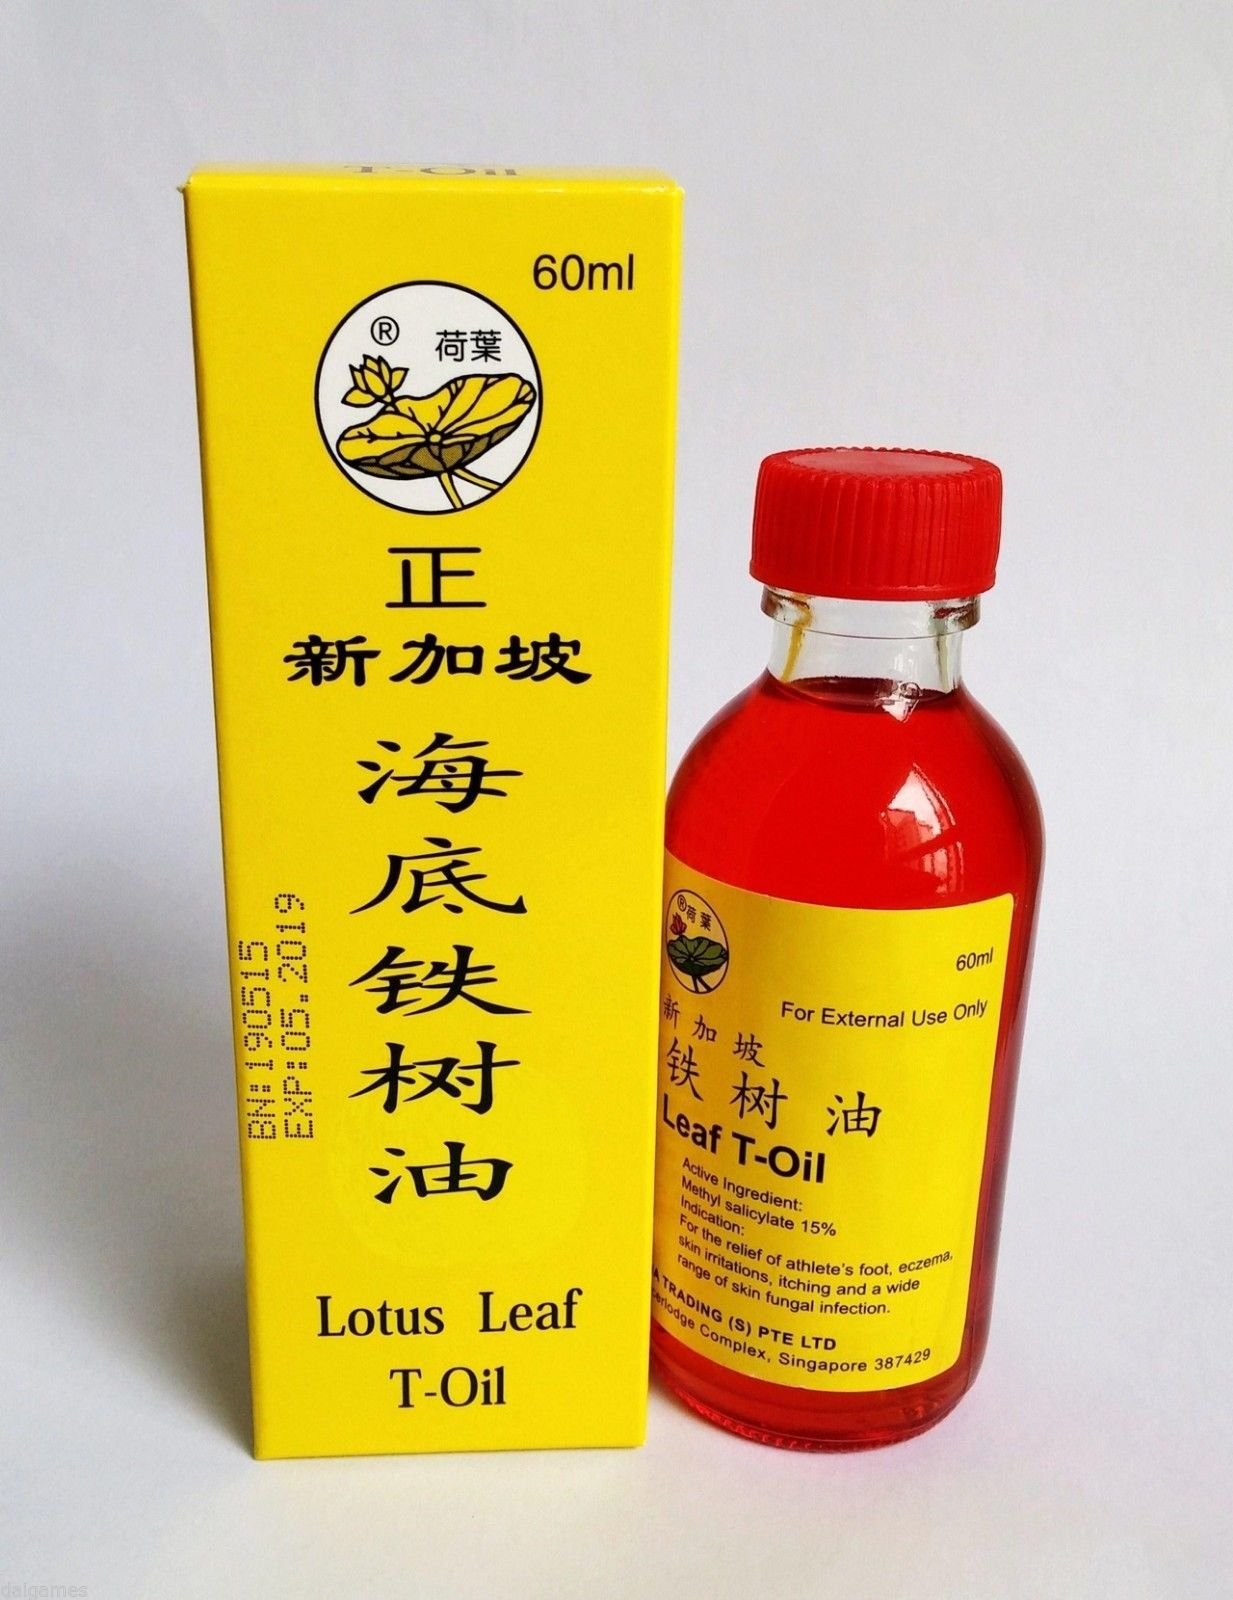 T-Oil
60ml
® 荷葉
正
新加坡
海
底
铁
树
油
BN:190515
EXP:05.2019
Lotus Leaf
T-Oil
® 荷葉
60ml
For External Use Only
新加坡
铁树油
Leaf T-Oil
Active Ingredient:
Methyl salicylate 15%
Indication:
For the relief of athlete's foot, eczema,
skin irritations, itching and a wide
range of skin fungal infection.
TRADING (S) PTE LTD
Complex, Singapore 387429
dalgames